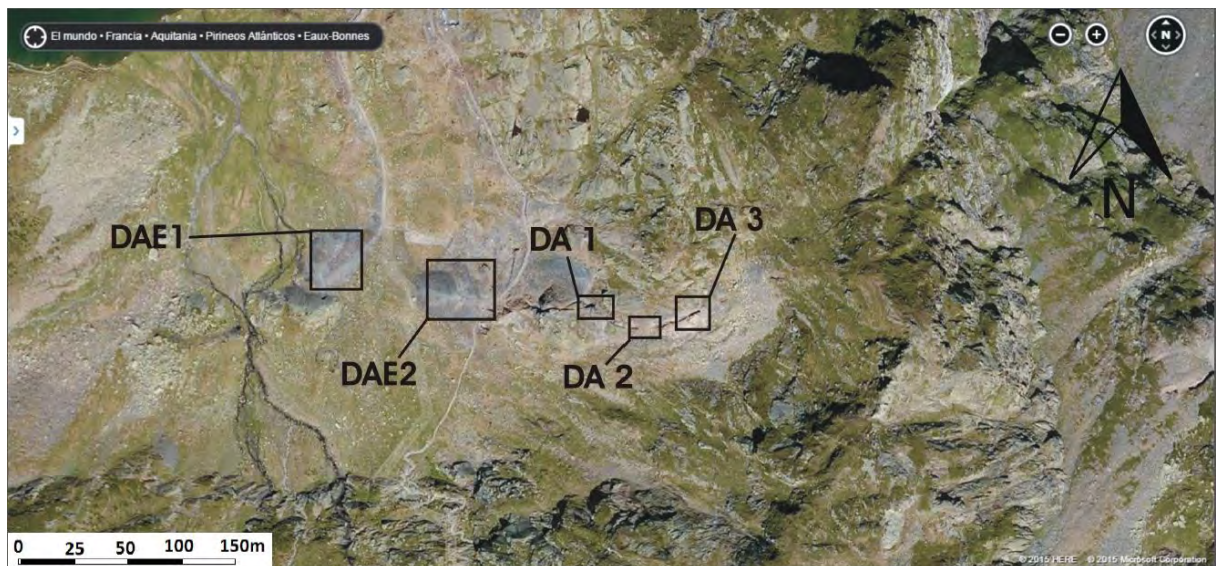 El mundo • Francia • Aquitania • Pirineos Atlánticos • Eaux-Bonnes
N
N
DAE1
DA 1
DA 3
DAE2
DA 2
0 25 50 100 150m
© 2015 HERE © 2015 Microsoft Corporation